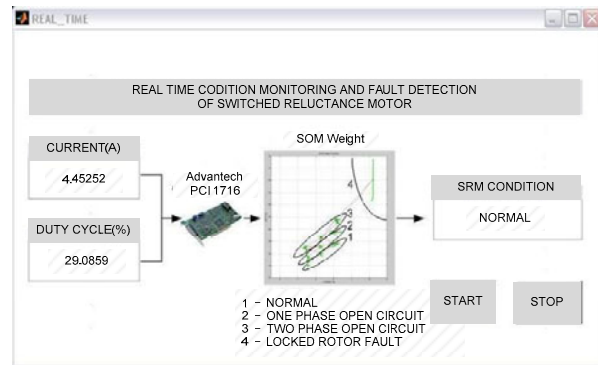 REAL_TIME
REAL TIME CODITION MONITORING AND FAULT DETECTION
OF SWITCHED RELUCTANCE MOTOR
CURRENT(A)
4.45252
DUTY CYCLE(%)
29.0859
Advantech
PCI 1716
SOM Weight
4
3
2
1
SRM CONDITION
NORMAL
1 - NORMAL
2 - ONE PHASE OPEN CIRCUIT
3 - TWO PHASE OPEN CIRCUIT
4 - LOCKED ROTOR FAULT
START
STOP